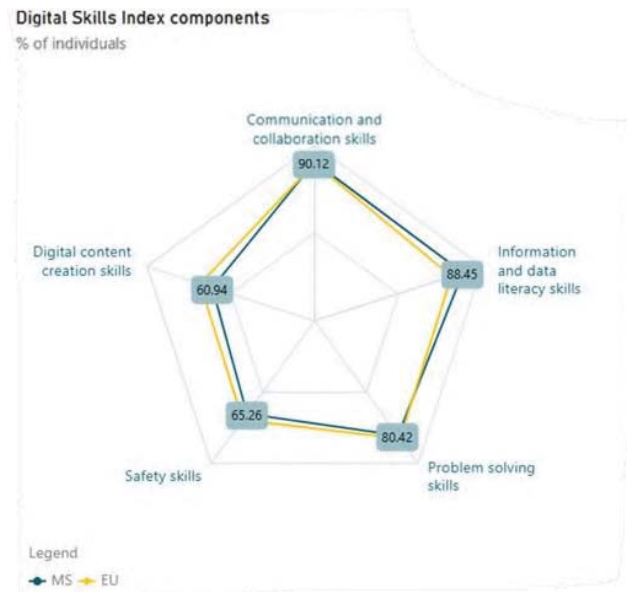 Digital Skills Index components
% of individuals
Communication and
collaboration skills
90.12
Digital content
creation skills
60.94
Information
and data
literacy skills
88.45
65.26
80.42
Safety skills
Problem solving
skills
Legend
MS EU